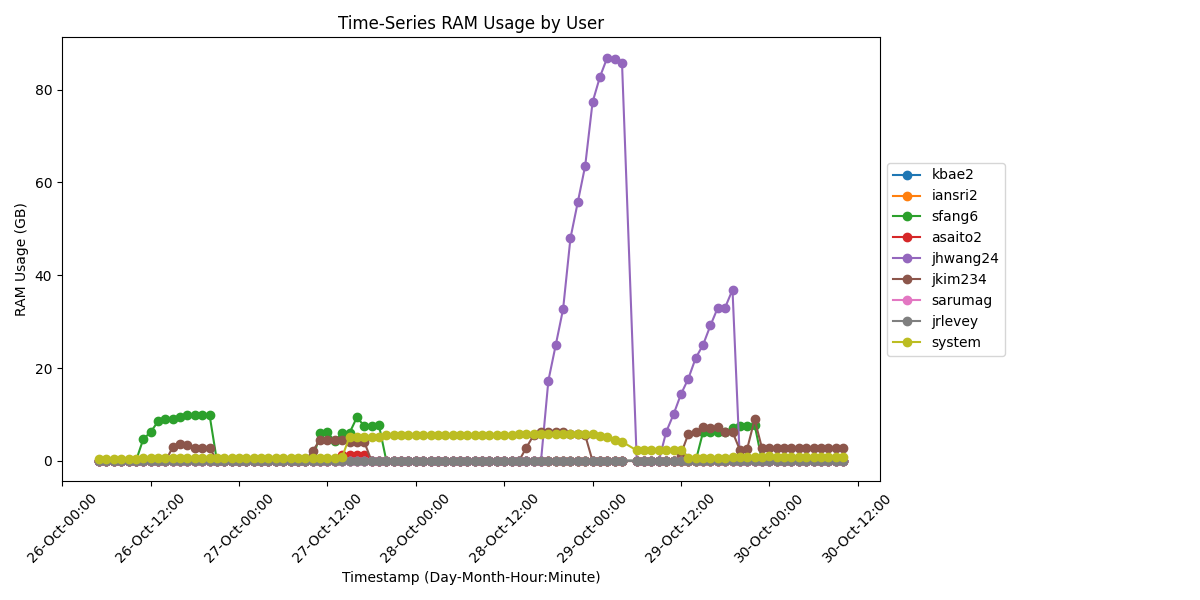 Time-Series RAM Usage by User
RAM Usage (GB)
80
60
40
20
0
26-Oct-00:00
26-Oct-12:00
27-Oct-00:00
27-Oct-12:00
28-Oct-00:00
28-Oct-12:00
29-Oct-00:00
29-Oct-12:00
30-Oct-00:00
30-Oct-12:00
Timestamp (Day-Month-Hour:Minute)
kbae2
iansri2
sfang6
asaito2
jhwang24
jkim234
sarumag
jrlevey
system